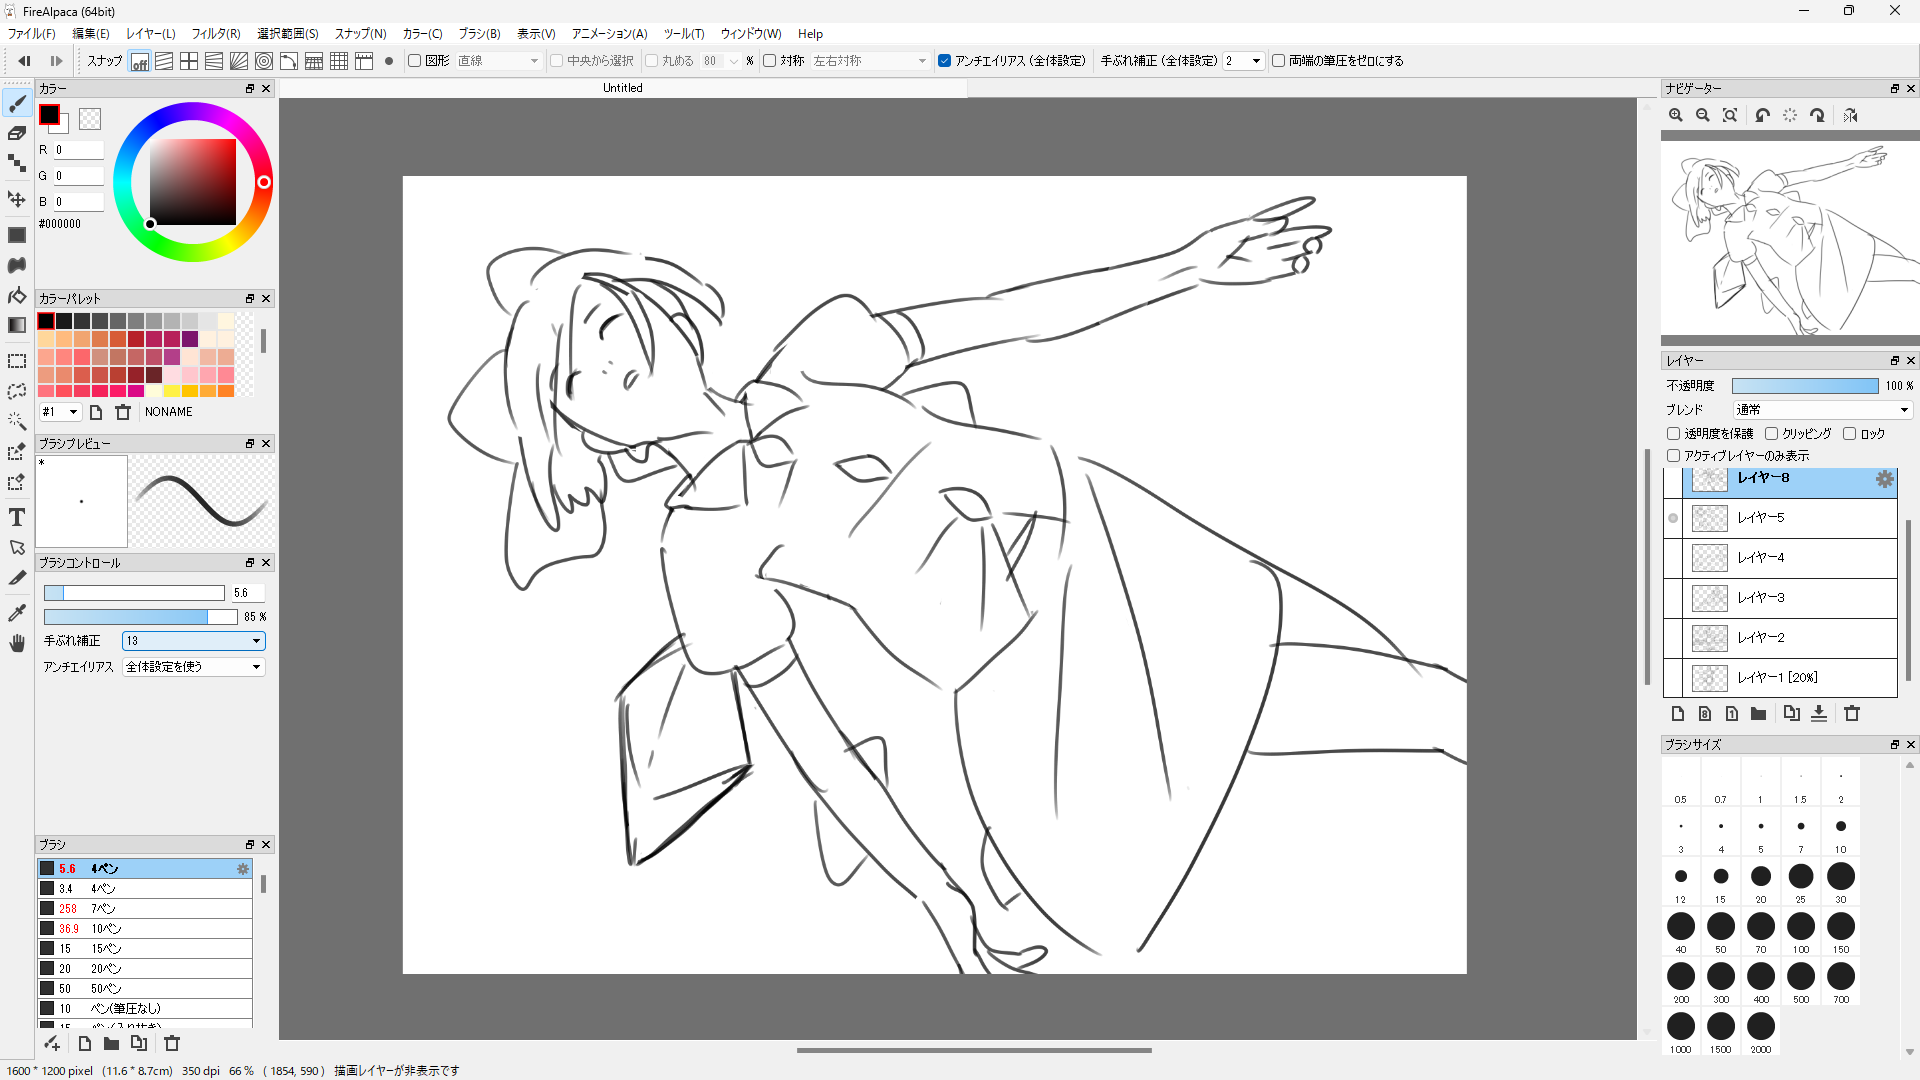 FireAlpaca (64bit)
ファイル(F) 編集(E) レイヤー(L) フィルタ(R) 選択範囲(S) スナップ(N) カラー(C) ブラシ(B) 表示(V) アニメーション(A) ツール(T) ウィンドウ(W) Help
スナップ off 図形 直線 中央から選択 丸める 80 % 対称 左右対称 アンチエイリアス (全体設定) 手ぶれ補正 (全体設定) 2 両端の筆圧をゼロにする
カラー
Untitled
R 0
G 0
B 0
#000000
カラーパレット
#1 NONAME
ブラシプレビュー
*
ブラシコントロール
5.6
85 %
手ぶれ補正 13
アンチエイリアス 全体設定を使う
ブラシ
5.6 4ペン
3.4 4ペン
258 7ペン
36.9 10ペン
15 15ペン
20 20ペン
50 50ペン
10 ペン(筆圧なし)
15 ペン(入り抜き)
ナビゲーター
レイヤー
不透明度 100 %
ブレンド 通常
透明度を保護 クリッピング ロック
アクティブレイヤーのみ表示
レイヤー8
レイヤー5
レイヤー4
レイヤー3
レイヤー2
レイヤー1 [20%]
8 1
ブラシサイズ
0.5 0.7 1 1.5 2
3 4 5 7 10
12 15 20 25 30
40 50 70 100 150
200 300 400 500 700
1000 1500 2000
1600 * 1200 pixel (11.6 * 8.7cm) 350 dpi 66 % ( 1854, 590 ) 描画レイヤーが非表示です